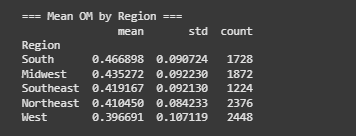 === Mean OM by Region ===
mean std count
Region
South 0.466898 0.090724 1728
Midwest 0.435272 0.092230 1872
Southeast 0.419167 0.092130 1224
Northeast 0.410450 0.084233 2376
West 0.396691 0.107119 2448